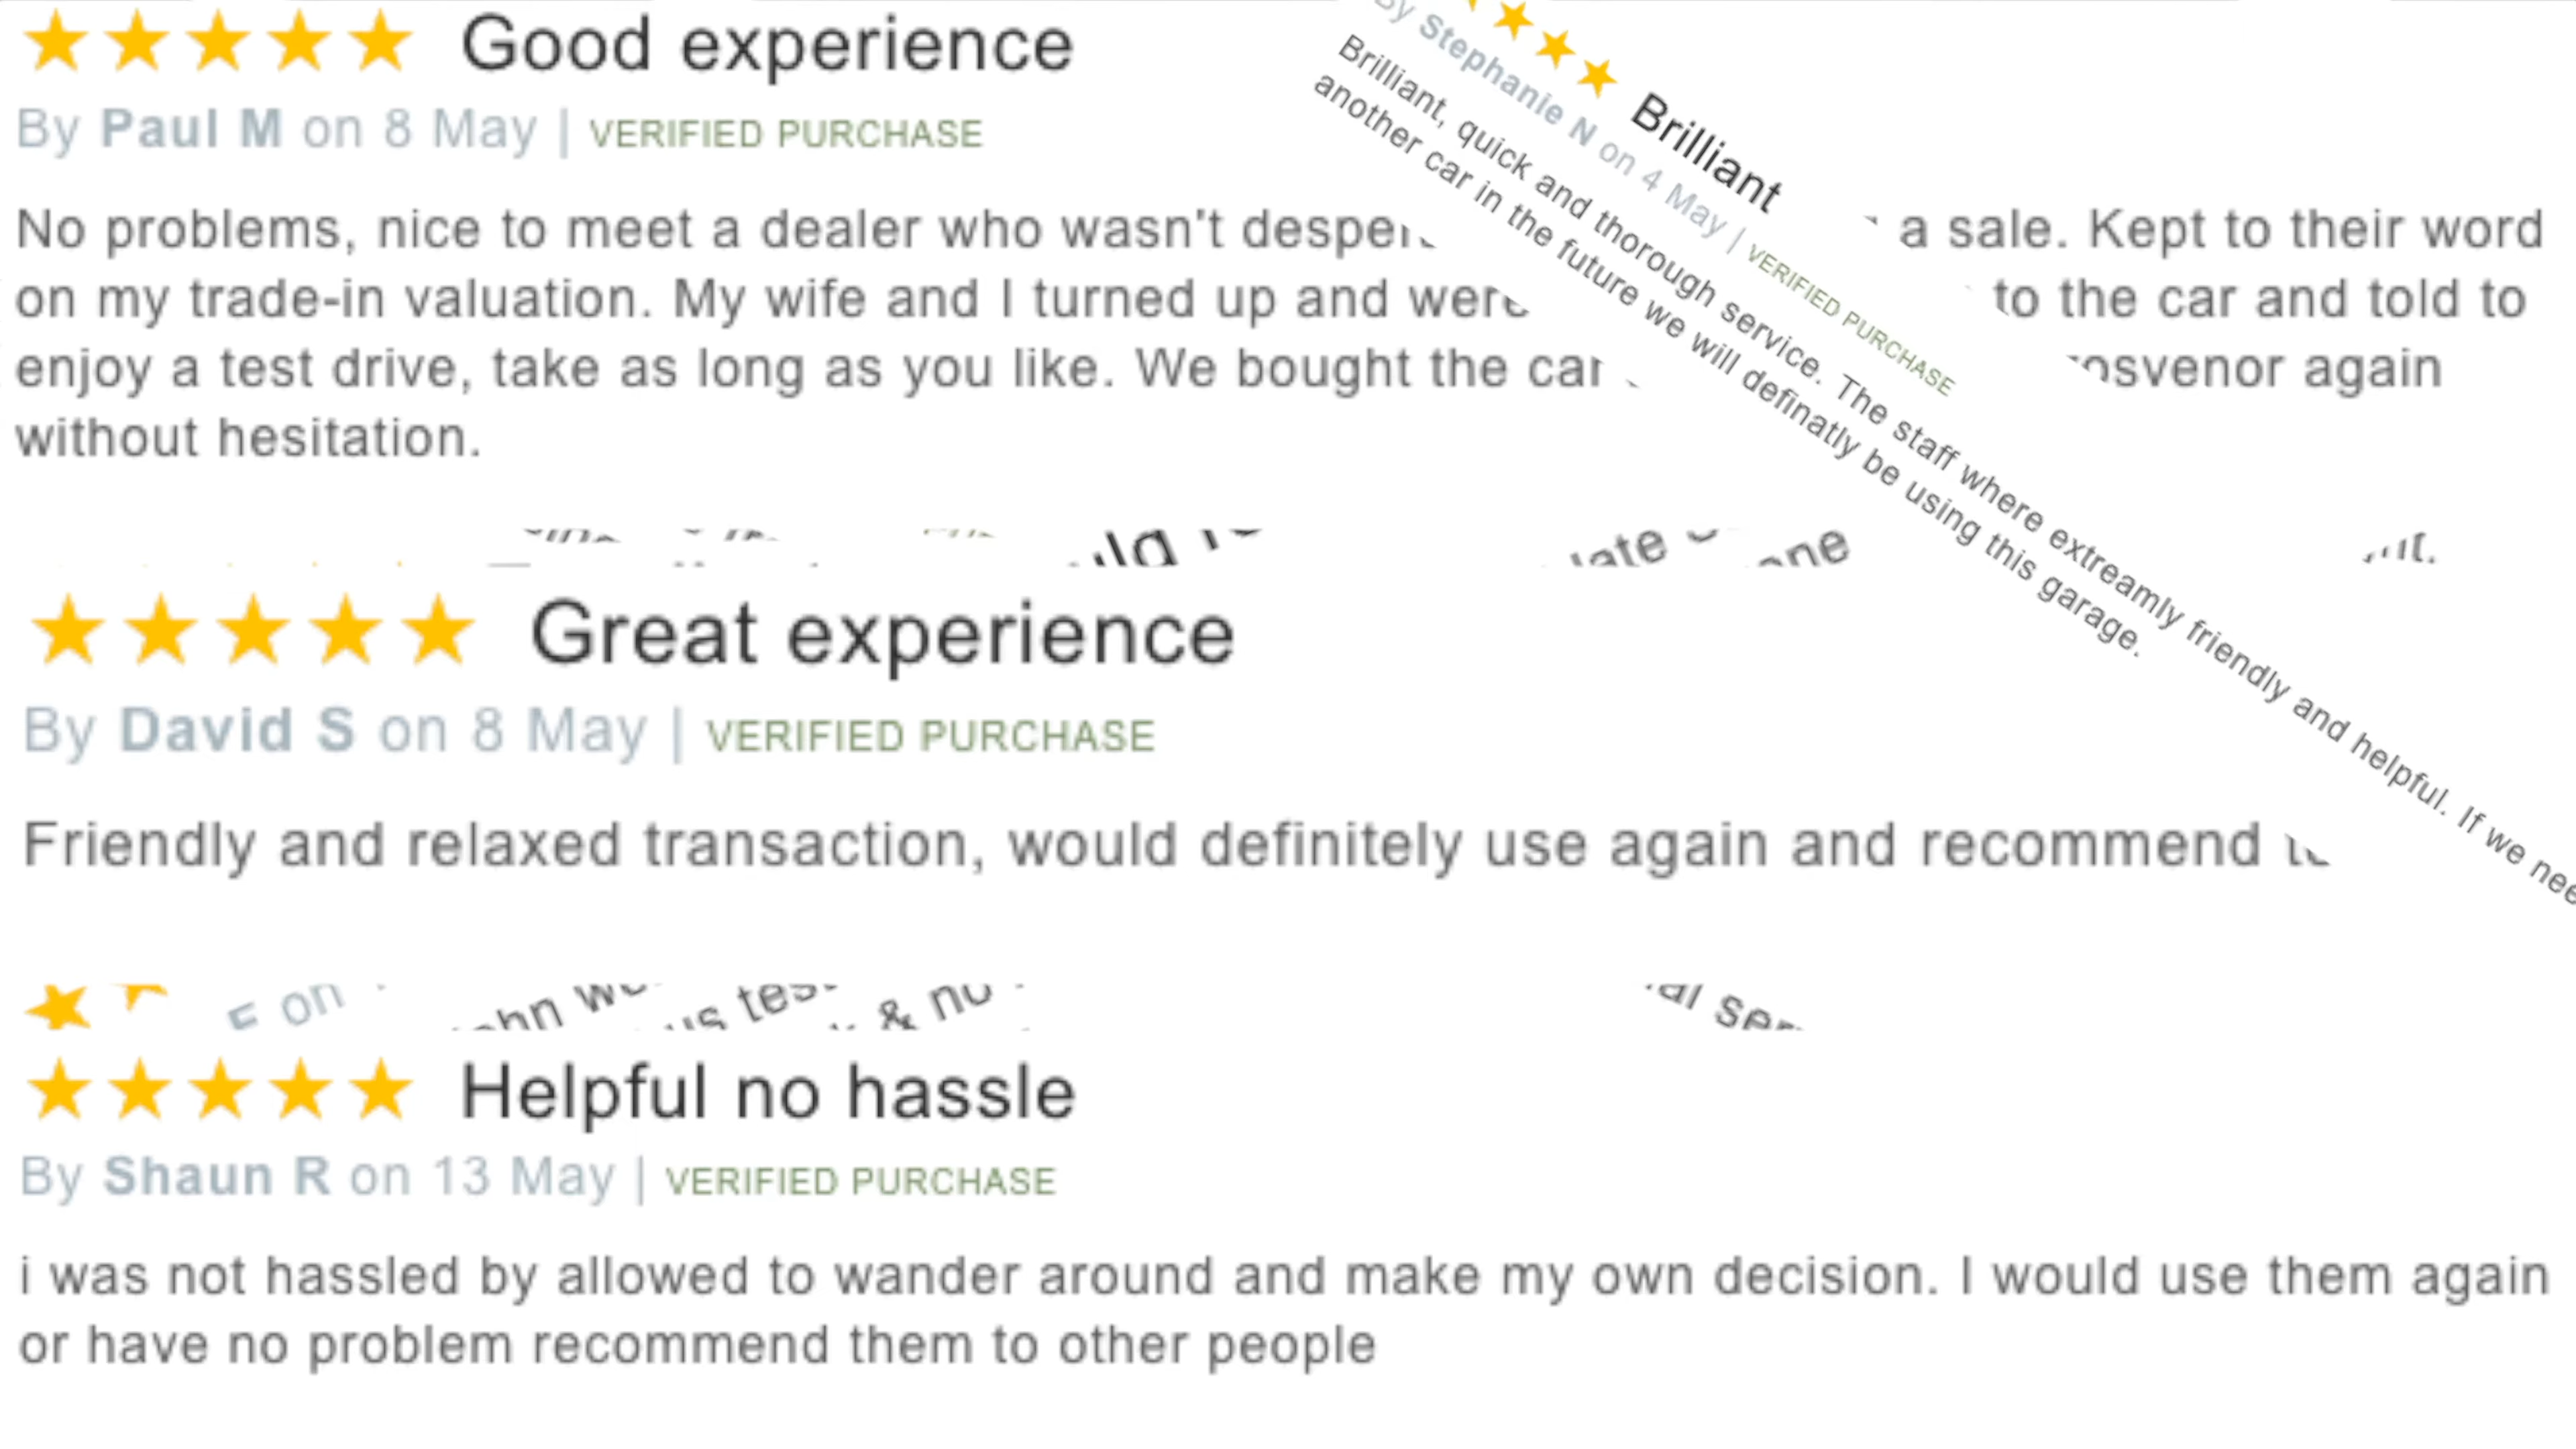 Good experience
By Paul M on 8 May | VERIFIED PURCHASE
No problems, nice to meet a dealer who wasn't
a sale. Kept to their word
on my trade-in valuation. My wife and I turned up and were
to the car and told to
enjoy a test drive, take as long as you like. We bought the car
again
without hesitation.
Brilliant
By Stephanie N on 4 May | VERIFIED PURCHASE
Brilliant, quick and thorough service. The staff where extreamly friendly and helpful. If we
another car in the future we will definatly be using this garage.
Great experience
By David S on 8 May | VERIFIED PURCHASE
Friendly and relaxed transaction, would definitely use again and recommend
on
& no
Helpful no hassle
By Shaun R on 13 May | VERIFIED PURCHASE
i was not hassled by allowed to wander around and make my own decision. I would use them again
or have no problem recommend them to other people